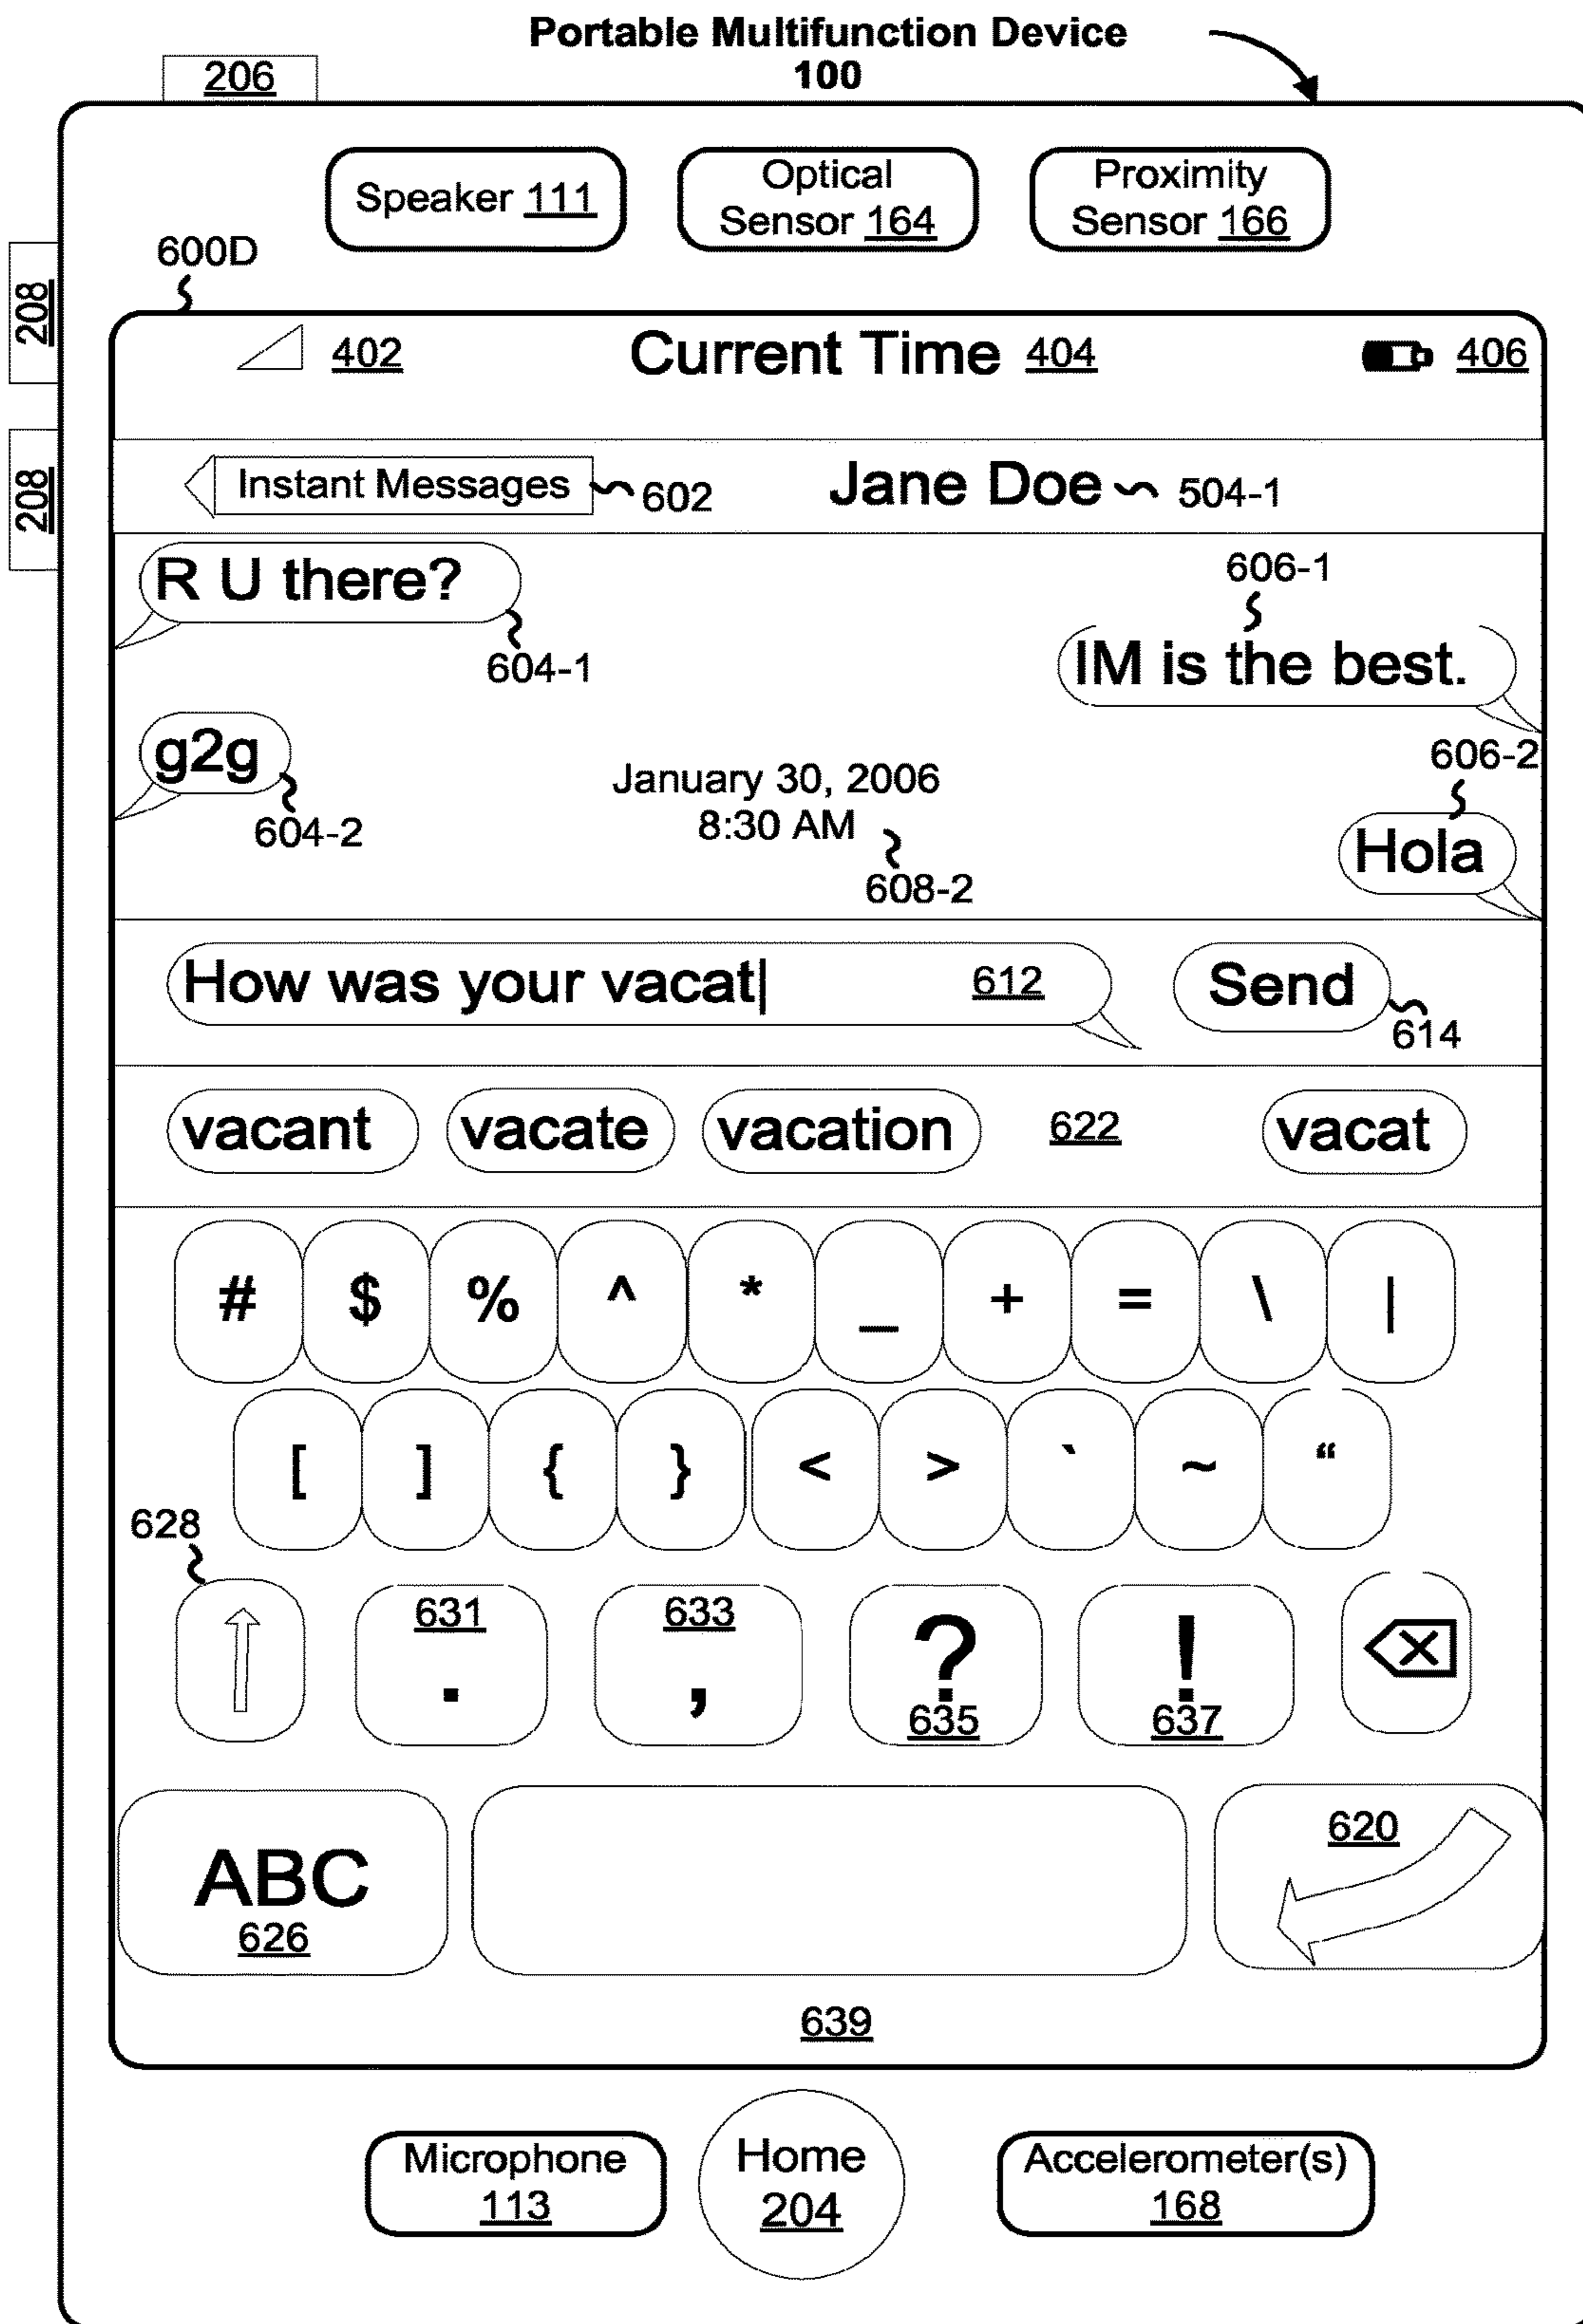 Portable Multifunction Device
100
206
Speaker 111
Optical
Sensor 164
Proximity
Sensor 166
600D
208
402
Current Time 404
406
208
Instant Messages
602
Jane Doe
504-1
R U there?
604-1
606-1
IM is the best.
g2g
604-2
January 30, 2006
8:30 AM
608-2
606-2
Hola
How was your vacat|
612
Send
614
vacant
vacate
vacation
622
vacat
# $ % ^ * _ + = \ |
[ ] { } < > ` ~ “
628
631
.
633
,
?
635
!
637
ABC
626
620
639
Microphone
113
Home
204
Accelerometer(s)
168